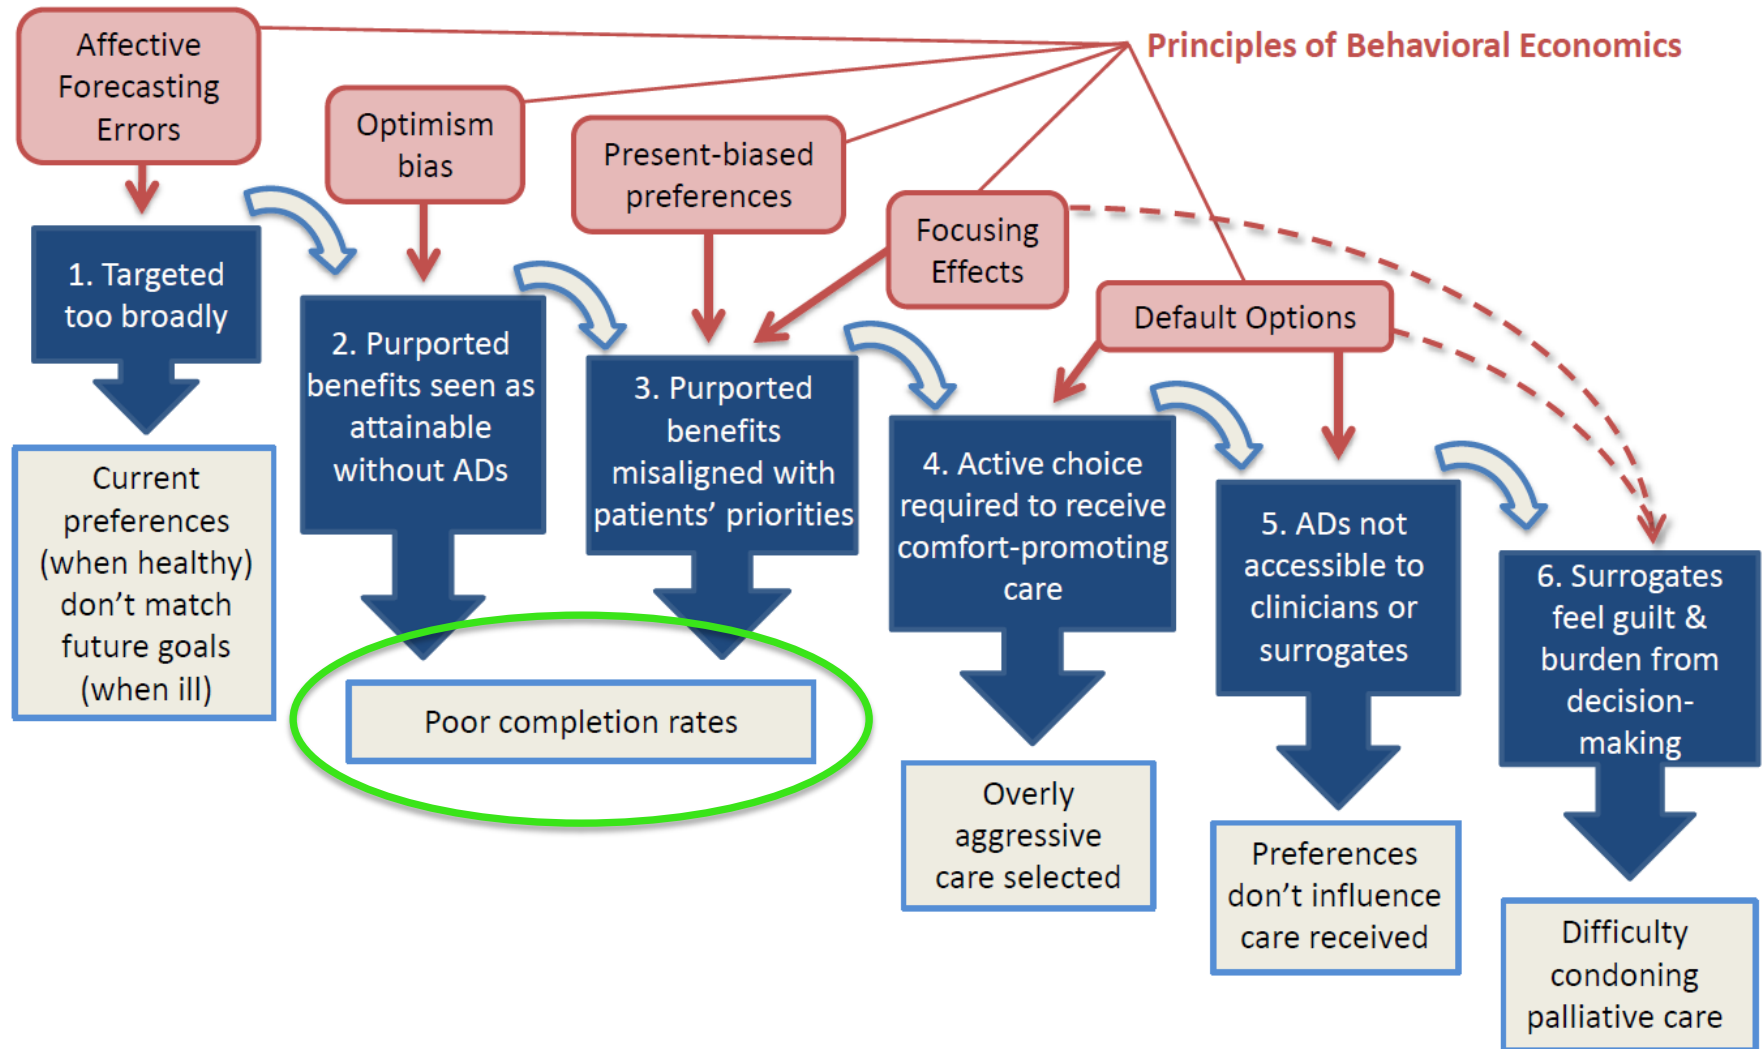 Principles of Behavioral Economics
Affective
Forecasting
Errors
Optimism
bias
Present-biased
preferences
Focusing
Effects
Default Options
1. Targeted
too broadly
2. Purported
benefits seen as
attainable
without ADs
3. Purported
benefits
misaligned with
patients’ priorities
4. Active choice
required to receive
comfort-promoting
care
5. ADs not
accessible to
clinicians or
surrogates
6. Surrogates
feel guilt &
burden from
decision-
making
Current
preferences
(when healthy)
don’t match
future goals
(when ill)
Poor completion rates
Overly
aggressive
care selected
Preferences
don’t influence
care received
Difficulty
condoning
palliative care